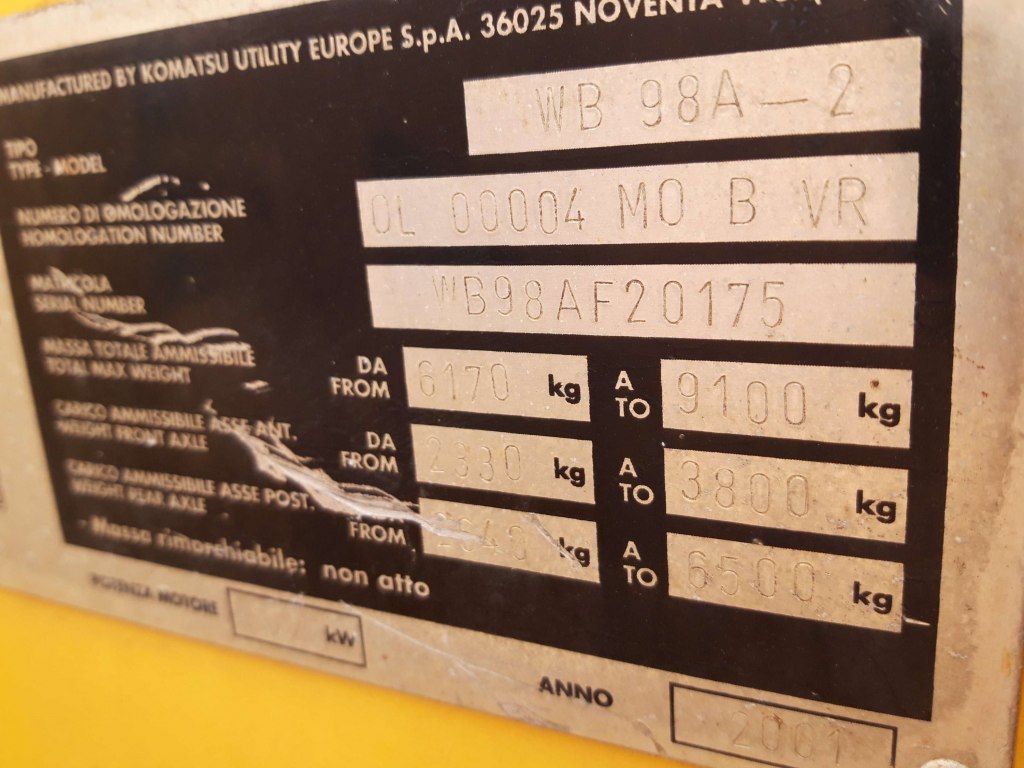 MANUFACTURED BY KOMATSU UTILITY EUROPE S.p.A. 36025 NOVENTA
TIPO
TYPE - MODEL
WB 98A-2
NUMERO DI OMOLOGAZIONE
HOMOLOGATION NUMBER
OL 00004 MO B VR
MATRICOLA
SERIAL NUMBER
WB98AF20175
MASSA TOTALE AMMISSIBILE
TOTAL MAX WEIGHT
DA
FROM
6170 kg
A
TO
9100 kg
CARICO AMMISSIBILE ASSE ANT.
WEIGHT FRONT AXLE
DA
FROM
2330 kg
A
TO
3800 kg
CARICO AMMISSIBILE ASSE POST.
WEIGHT REAR AXLE
FROM
kg
A
TO
6500 kg
- Massa rimorchiabile: non atto
POTENZA MOTORE
kW
ANNO
2001